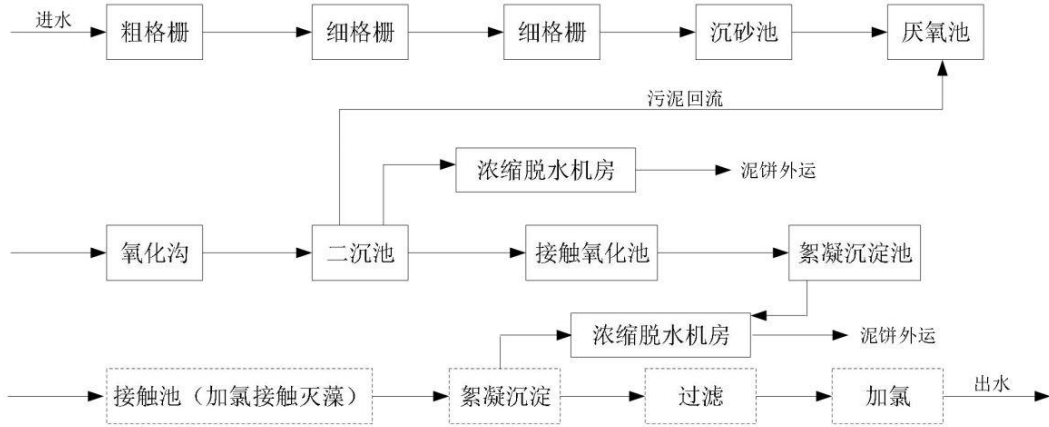 进水
粗格栅
细格栅
细格栅
沉砂池
厌氧池
污泥回流
浓缩脱水机房
泥饼外运
氧化沟
二沉池
接触氧化池
絮凝沉淀池
浓缩脱水机房
泥饼外运
接触池（加氯接触灭藻）
絮凝沉淀
过滤
加氯
出水